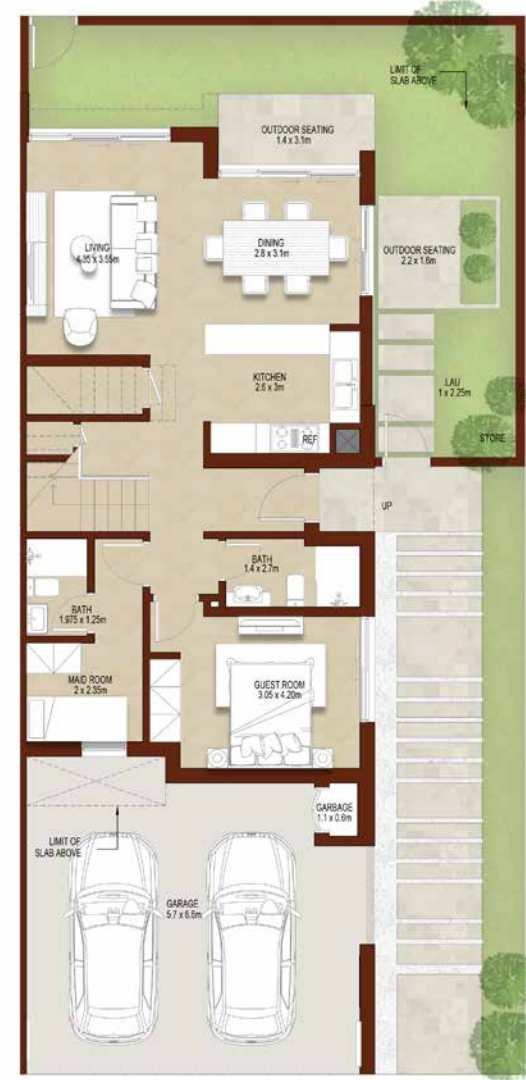 LIMIT OF
SLAB ABOVE
OUTDOOR SEATING
1.4 x 3.1m
LIVING
4.35 x 3.55m
DINING
2.8 x 3.1m
OUTDOOR SEATING
2.2 x 1.6m
KITCHEN
2.6 x 3m
LAU
1 x 2.25m
REF
STORE
UP
BATH
1.4 x 2.7m
BATH
1.975 x 1.25m
MAID ROOM
2 x 2.35m
GUEST ROOM
3.05 x 4.20m
GARBAGE
1.1 x 0.6m
LIMIT OF
SLAB ABOVE
GARAGE
5.7 x 6.6m